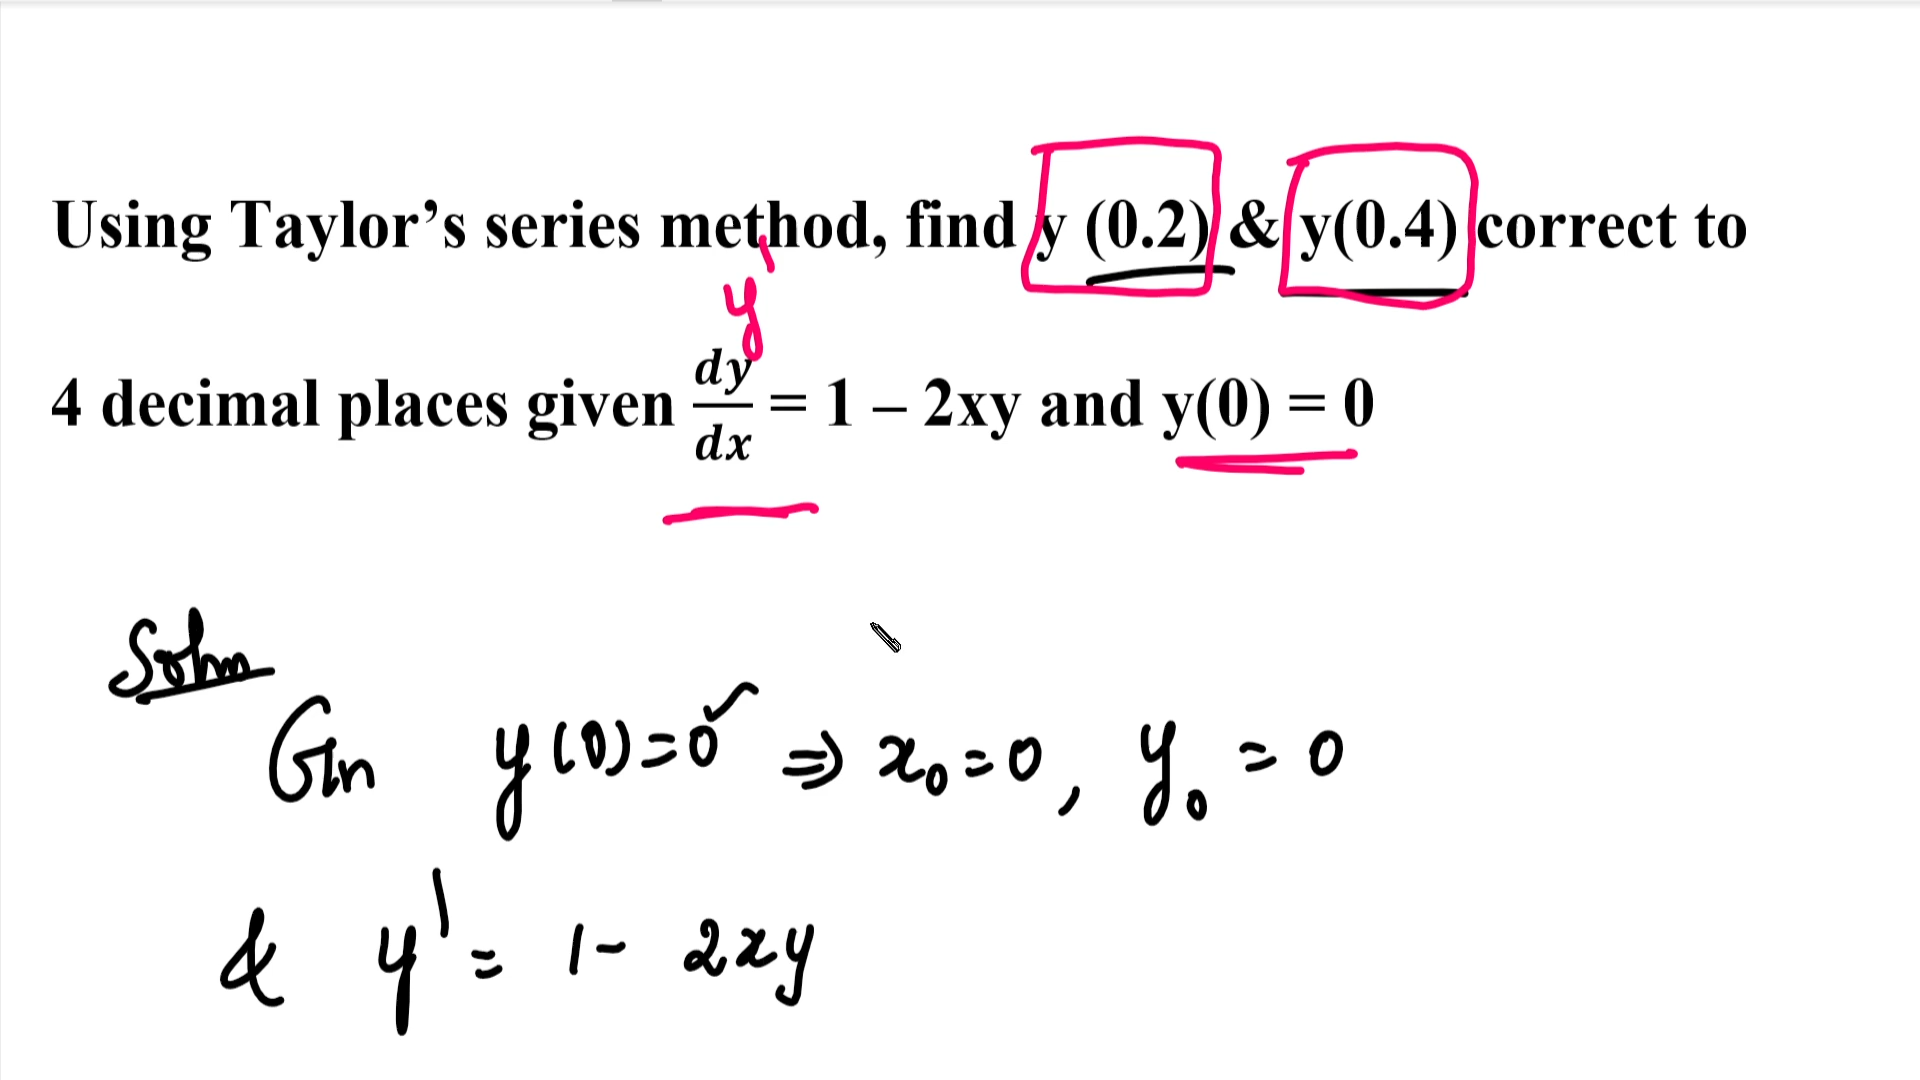 Using Taylor’s series method, find y (0.2) & y(0.4) correct to
y'
4 decimal places given dy/dx = 1 – 2xy and y(0) = 0
Soln
Gn y(0)=0 ✓ ⇒ x₀=0, y₀ = 0
& y' = 1- 2xy